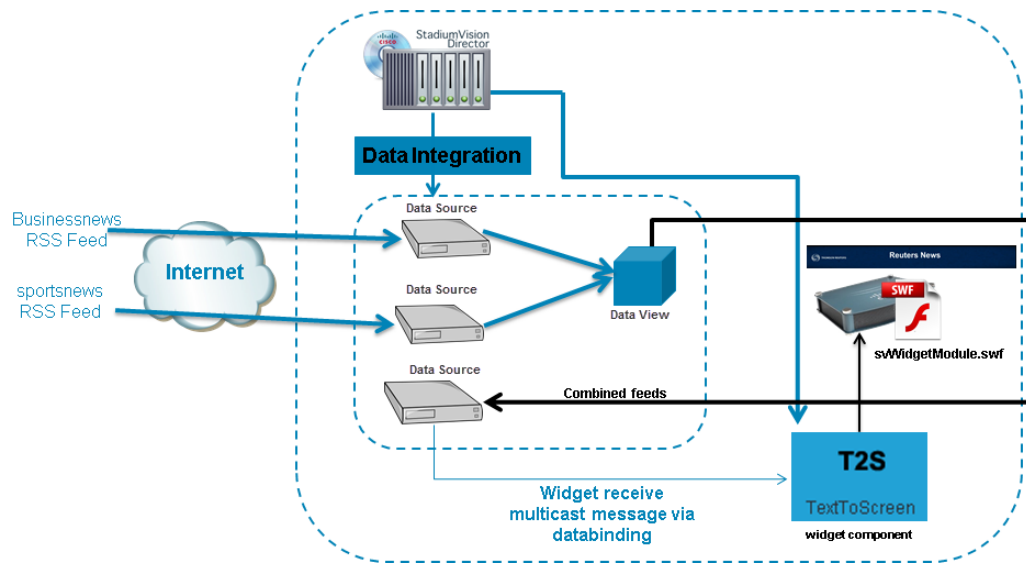 CISCO
StadiumVision
Director
Data Integration
Data Source
Businessnews
RSS Feed
Internet
sportsnews
RSS Feed
Data Source
Data View
Data Source
Combined feeds
Reuters News
SWF
svWidgetModule.swf
T2S
TextToScreen
widget component
Widget receive
multicast message via
databinding